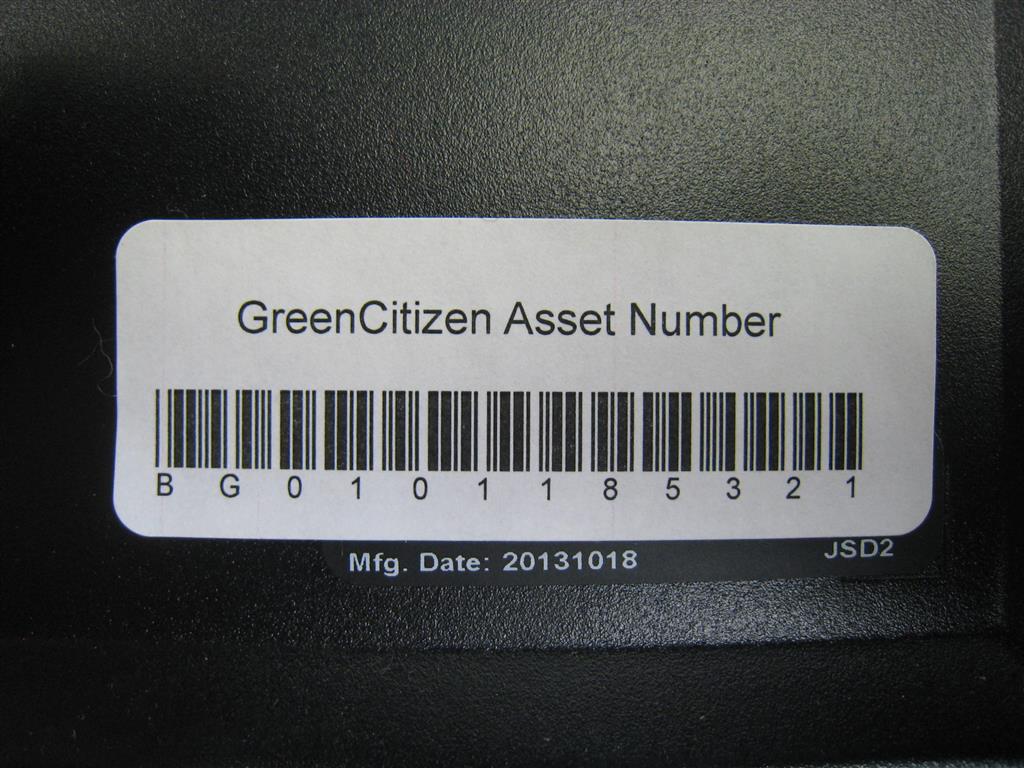 GreenCitizen Asset Number
B G 0 1 0 1 1 8 5 3 2 1
Mfg. Date: 20131018
JSD2